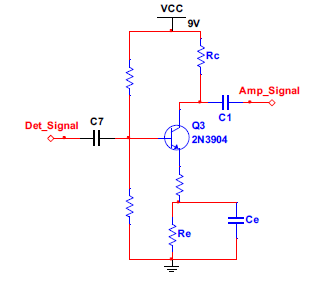 VCC
9V
Rc
Amp_Signal
C1
Det_Signal
C7
Q3
2N3904
Re
Ce